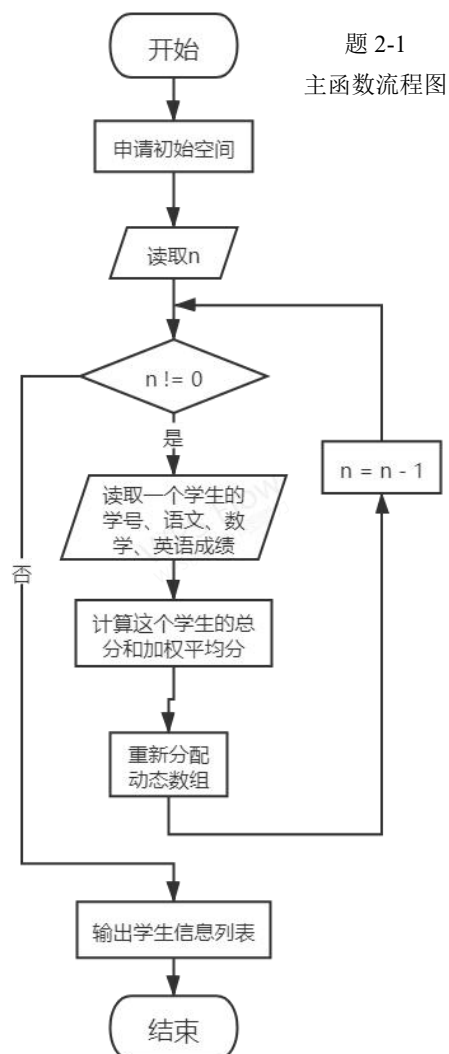 开始
题 2-1
主函数流程图
申请初始空间
读取n
n != 0
是
n = n - 1
读取一个学生的
学号、语文、数
学、英语成绩
否
计算这个学生的总
分和加权平均分
重新分配
动态数组
输出学生信息列表
结束